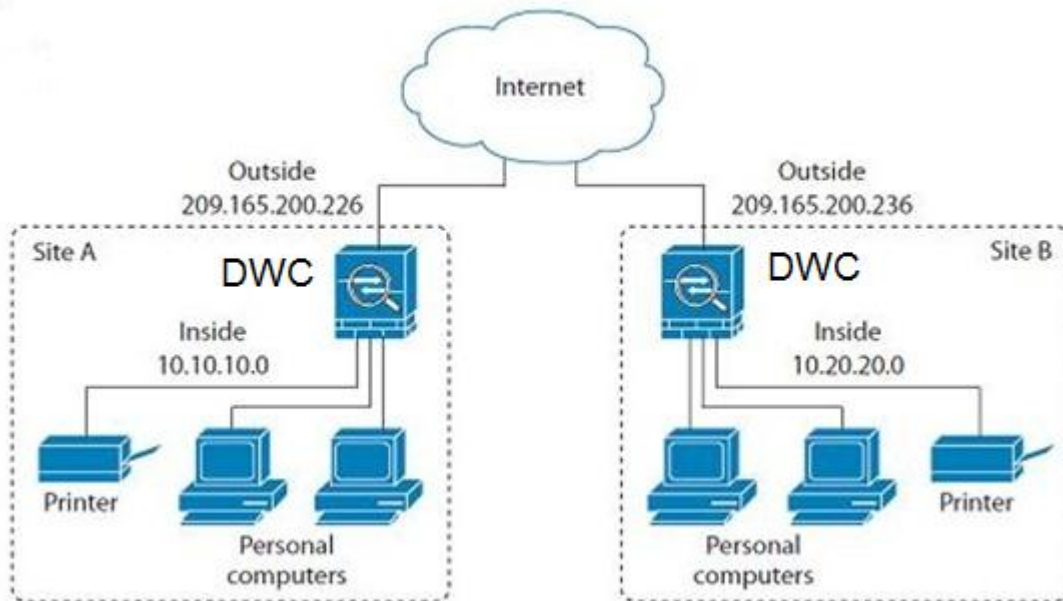 Internet
Outside
209.165.200.226
Outside
209.165.200.236
Site A
DWC
DWC
Site B
Inside
10.10.10.0
Inside
10.20.20.0
Printer
Personal
computers
Personal
computers
Printer